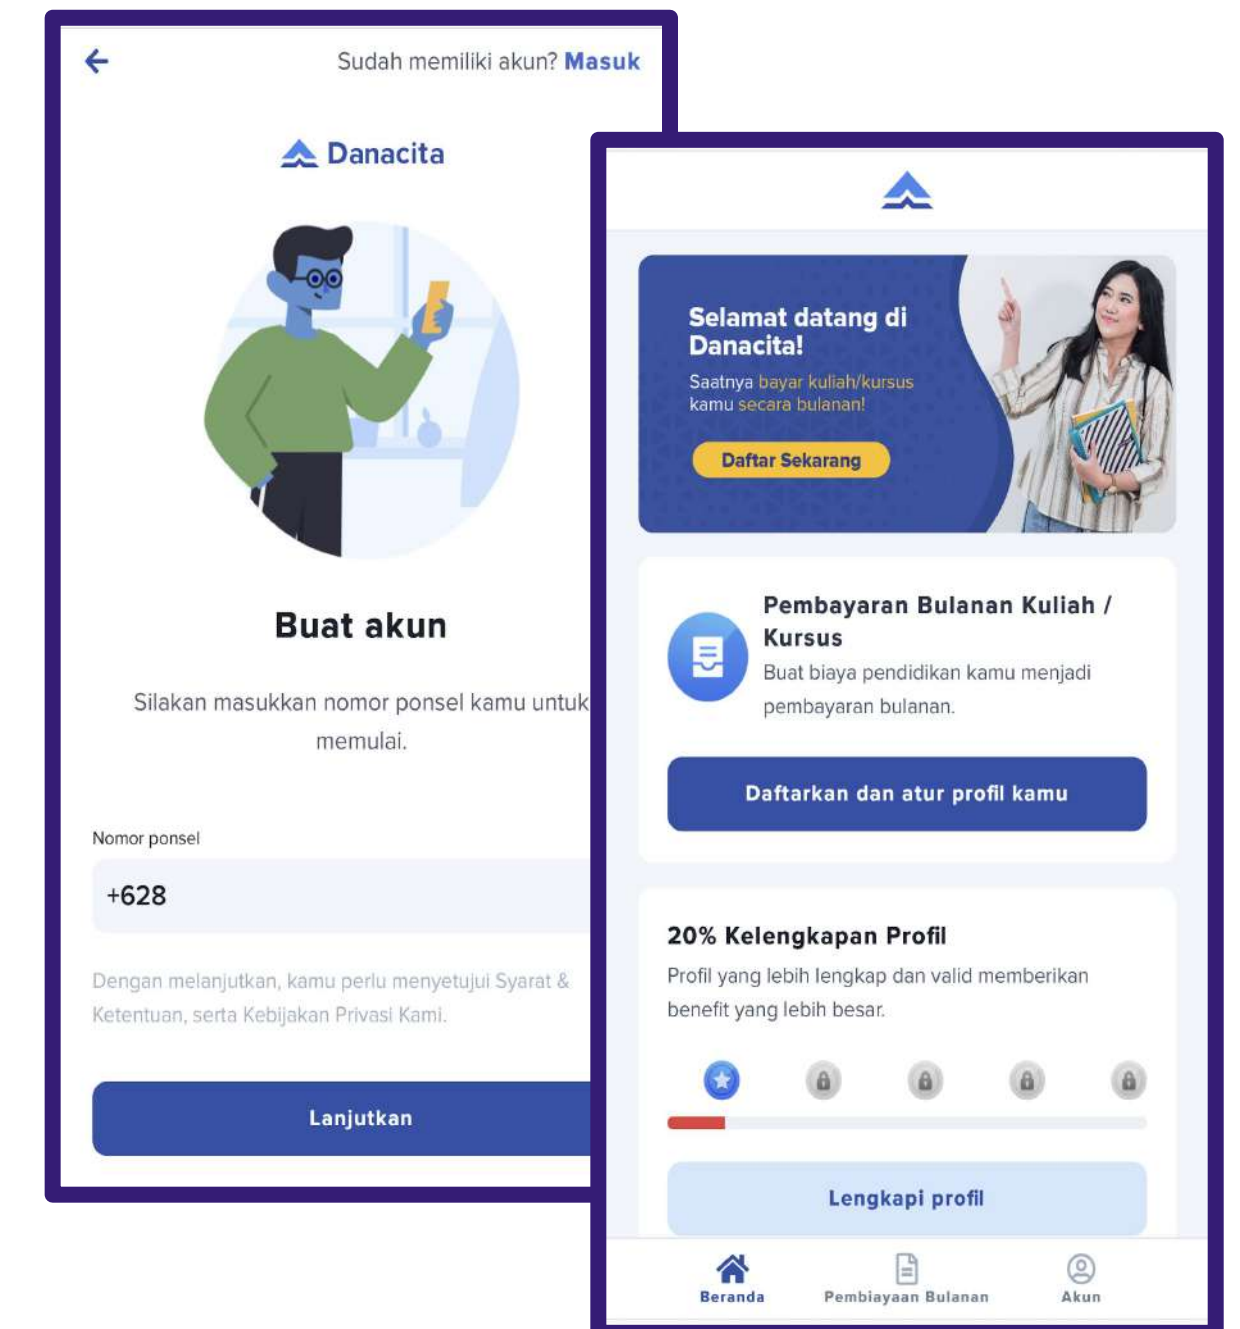 Sudah memiliki akun? Masuk
Danacita
Buat akun
Silakan masukkan nomor ponsel kamu untuk
memulai.
Nomor ponsel
+628
Dengan melanjutkan, kamu perlu menyetujui Syarat &
Ketentuan, serta Kebijakan Privasi Kami.
Lanjutkan
Selamat datang di
Danacita!
Saatnya bayar kuliah/kursus
kamu secara bulanan!
Daftar Sekarang
Pembayaran Bulanan Kuliah /
Kursus
Buat biaya pendidikan kamu menjadi
pembayaran bulanan.
Daftarkan dan atur profil kamu
20% Kelengkapan Profil
Profil yang lebih lengkap dan valid memberikan
benefit yang lebih besar.
Lengkapi profil
Beranda
Pembiayaan Bulanan
Akun